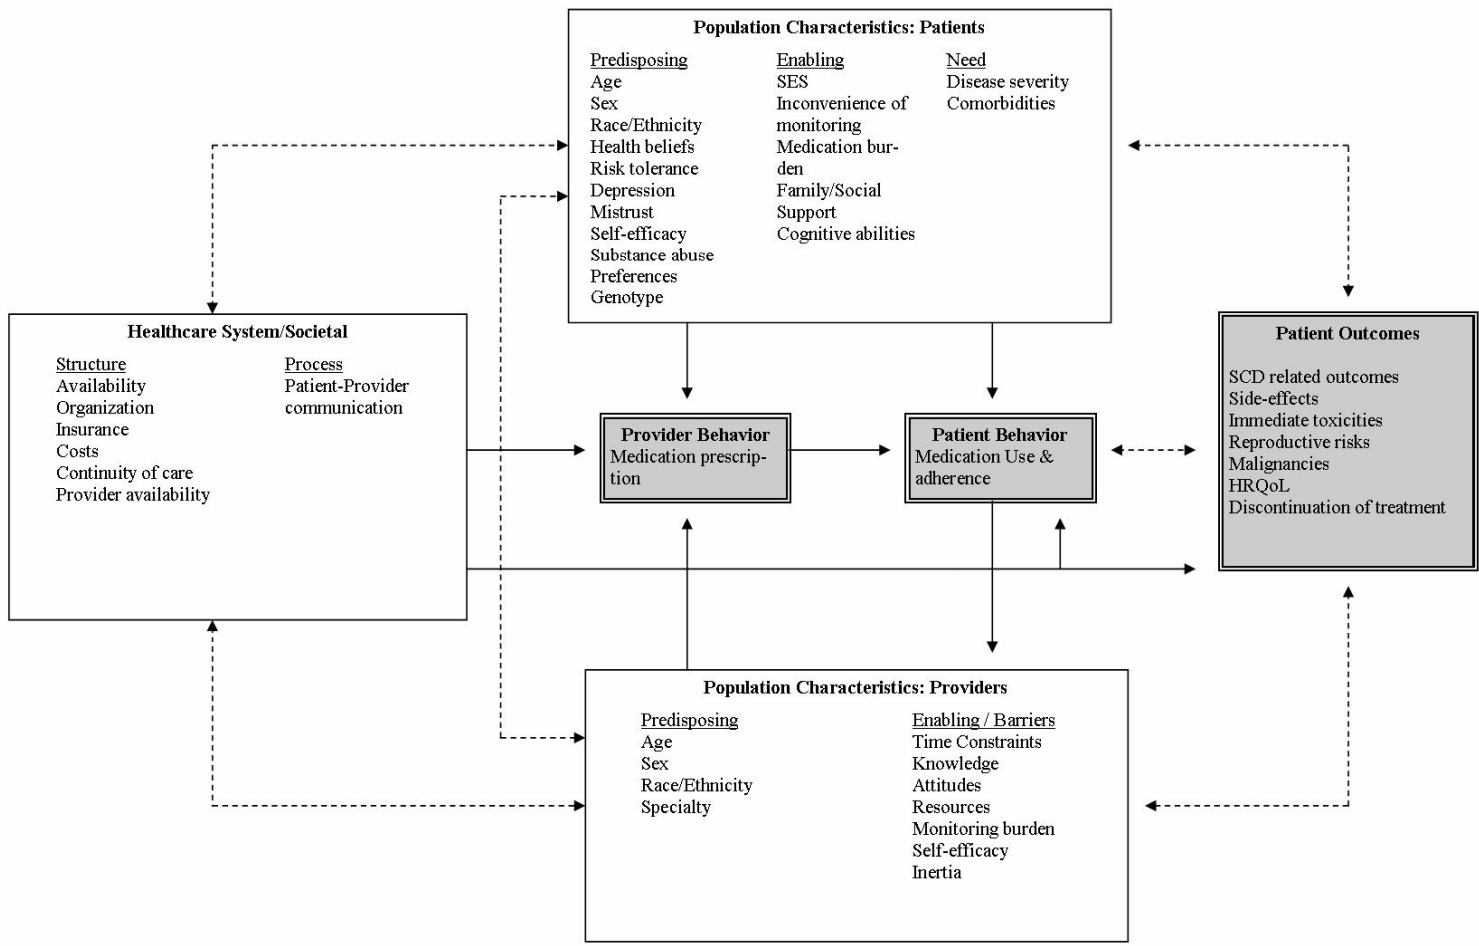 Population Characteristics: Patients
Predisposing
Age
Sex
Race/Ethnicity
Health beliefs
Risk tolerance
Depression
Mistrust
Self-efficacy
Substance abuse
Preferences
Genotype
Enabling
SES
Inconvenience of
monitoring
Medication bur-
den
Family/Social
Support
Cognitive abilities
Need
Disease severity
Comorbidities
Healthcare System/Societal
Structure
Availability
Organization
Insurance
Costs
Continuity of care
Provider availability
Process
Patient-Provider
communication
Provider Behavior
Medication prescrip-
tion
Patient Behavior
Medication Use &
adherence
Patient Outcomes
SCD related outcomes
Side-effects
Immediate toxicities
Reproductive risks
Malignancies
HRQoL
Discontinuation of treatment
Population Characteristics: Providers
Predisposing
Age
Sex
Race/Ethnicity
Specialty
Enabling / Barriers
Time Constraints
Knowledge
Attitudes
Resources
Monitoring burden
Self-efficacy
Inertia